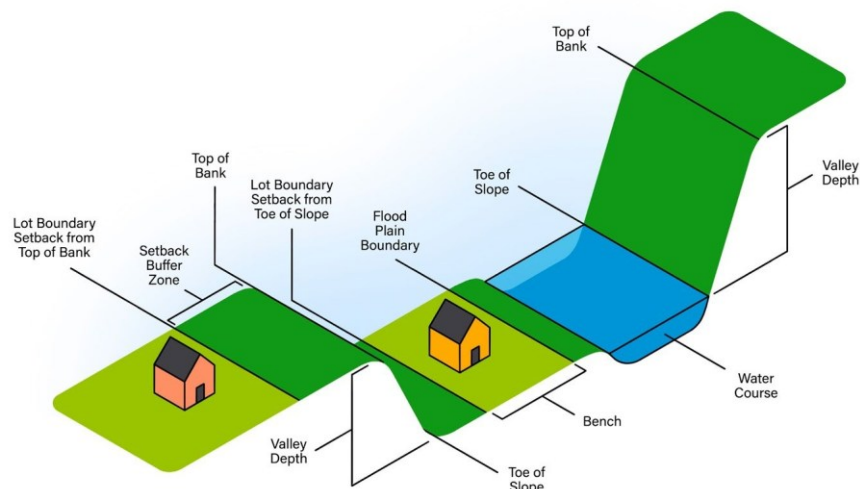 Top of
Bank
Toe of
Slope
Valley
Depth
Top of
Bank
Lot Boundary
Setback from
Toe of Slope
Flood
Plain
Boundary
Lot Boundary
Setback from
Top of Bank
Setback
Buffer
Zone
Water
Course
Bench
Valley
Depth
Toe of
Slope